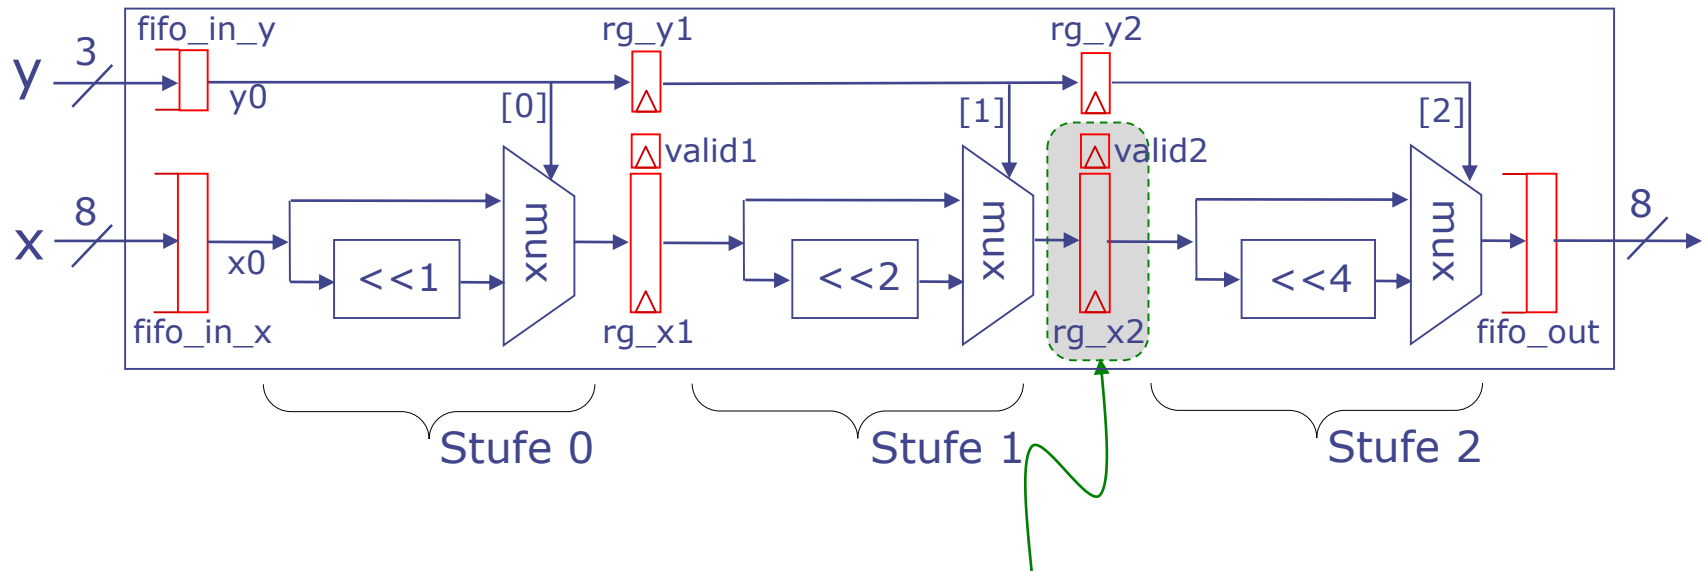 fifo_in_y
rg_y1
rg_y2
y
3
y0
[0]
[1]
[2]
valid1
valid2
x
8
x0
<<1
mux
<<2
mux
<<4
mux
8
fifo_in_x
rg_x1
rg_x2
fifo_out
Stufe 0
Stufe 1
Stufe 2